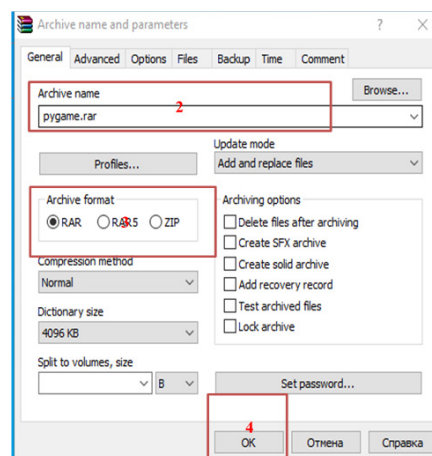 Archive name and parameters ?
General Advanced Options Files Backup Time Comment
Archive name
Browse...
2
pygame.rar
Profiles...
Update mode
Add and replace files
Archive format
RAR RAR5 ZIP
3
Compression method
Normal
Dictionary size
4096 KB
Split to volumes, size
B
Archiving options
Delete files after archiving
Create SFX archive
Create solid archive
Add recovery record
Test archived files
Lock archive
Set password...
4
OK Отмена Справка